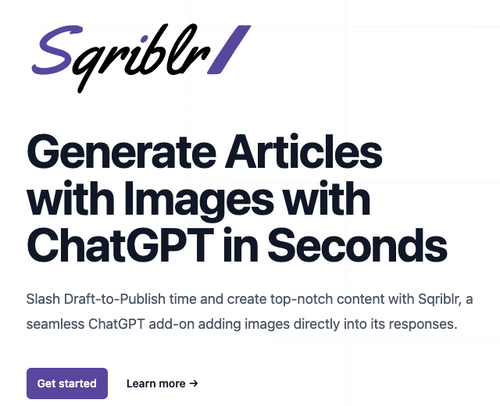 Sqriblr
Generate Articles
with Images with
ChatGPT in Seconds
Slash Draft-to-Publish time and create top-notch content with Sqriblr, a
seamless ChatGPT add-on adding images directly into its responses.
Get started
Learn more →